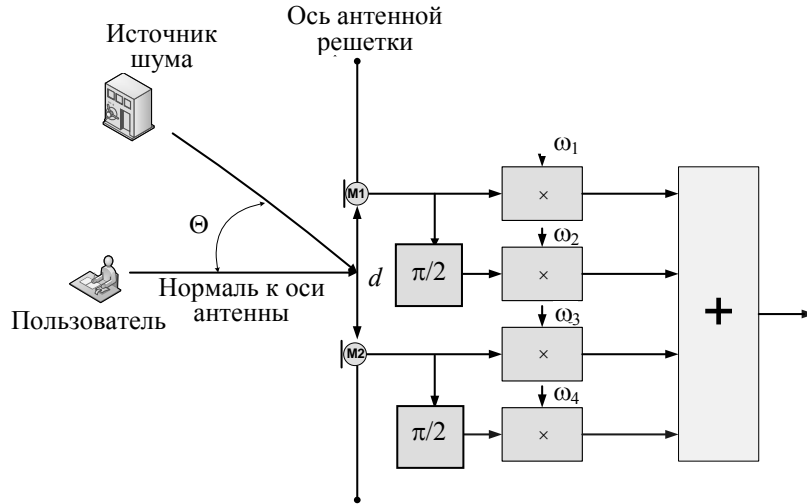 Источник
шума
Ось антенной
решетки
ω1
M1
×
Θ
ω2
π/2
×
d
+
Нормаль к оси
антенны
Пользователь
ω3
M2
×
ω4
π/2
×